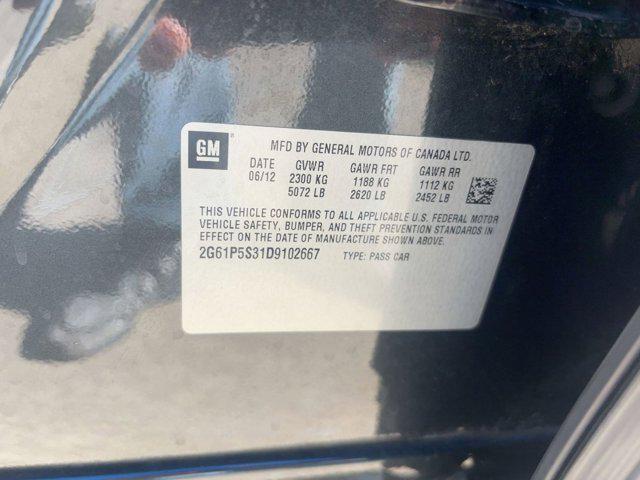 GM ®
MFD BY GENERAL MOTORS OF CANADA LTD.
DATE GVWR GAWR FRT GAWR RR
06/12 2300 KG 1188 KG 1112 KG
5072 LB 2620 LB 2452 LB
THIS VEHICLE CONFORMS TO ALL APPLICABLE U.S. FEDERAL MOTOR
VEHICLE SAFETY, BUMPER, AND THEFT PREVENTION STANDARDS IN
EFFECT ON THE DATE OF MANUFACTURE SHOWN ABOVE.
2G61P5S31D9102667 TYPE: PASS CAR